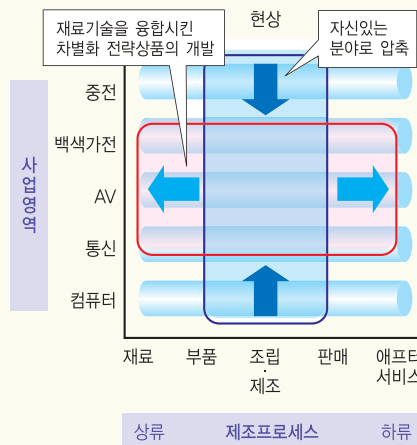 재료기술을 융합시킨
차별화 전략상품의 개발
현상
자신있는
분야로 압축
사업영역
중전
백색가전
AV
통신
컴퓨터
재료
부품
조립
·
제조
판매
애프터
서비스
상류
제조프로세스
하류